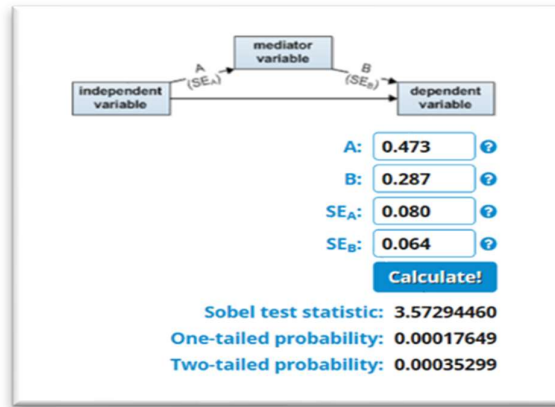 mediator
variable
A
(SEA)
B
(SEB)
independent
variable
dependent
variable
A: 0.473 ?
B: 0.287 ?
SEA: 0.080 ?
SEB: 0.064 ?
Calculate!
Sobel test statistic: 3.57294460
One-tailed probability: 0.00017649
Two-tailed probability: 0.00035299